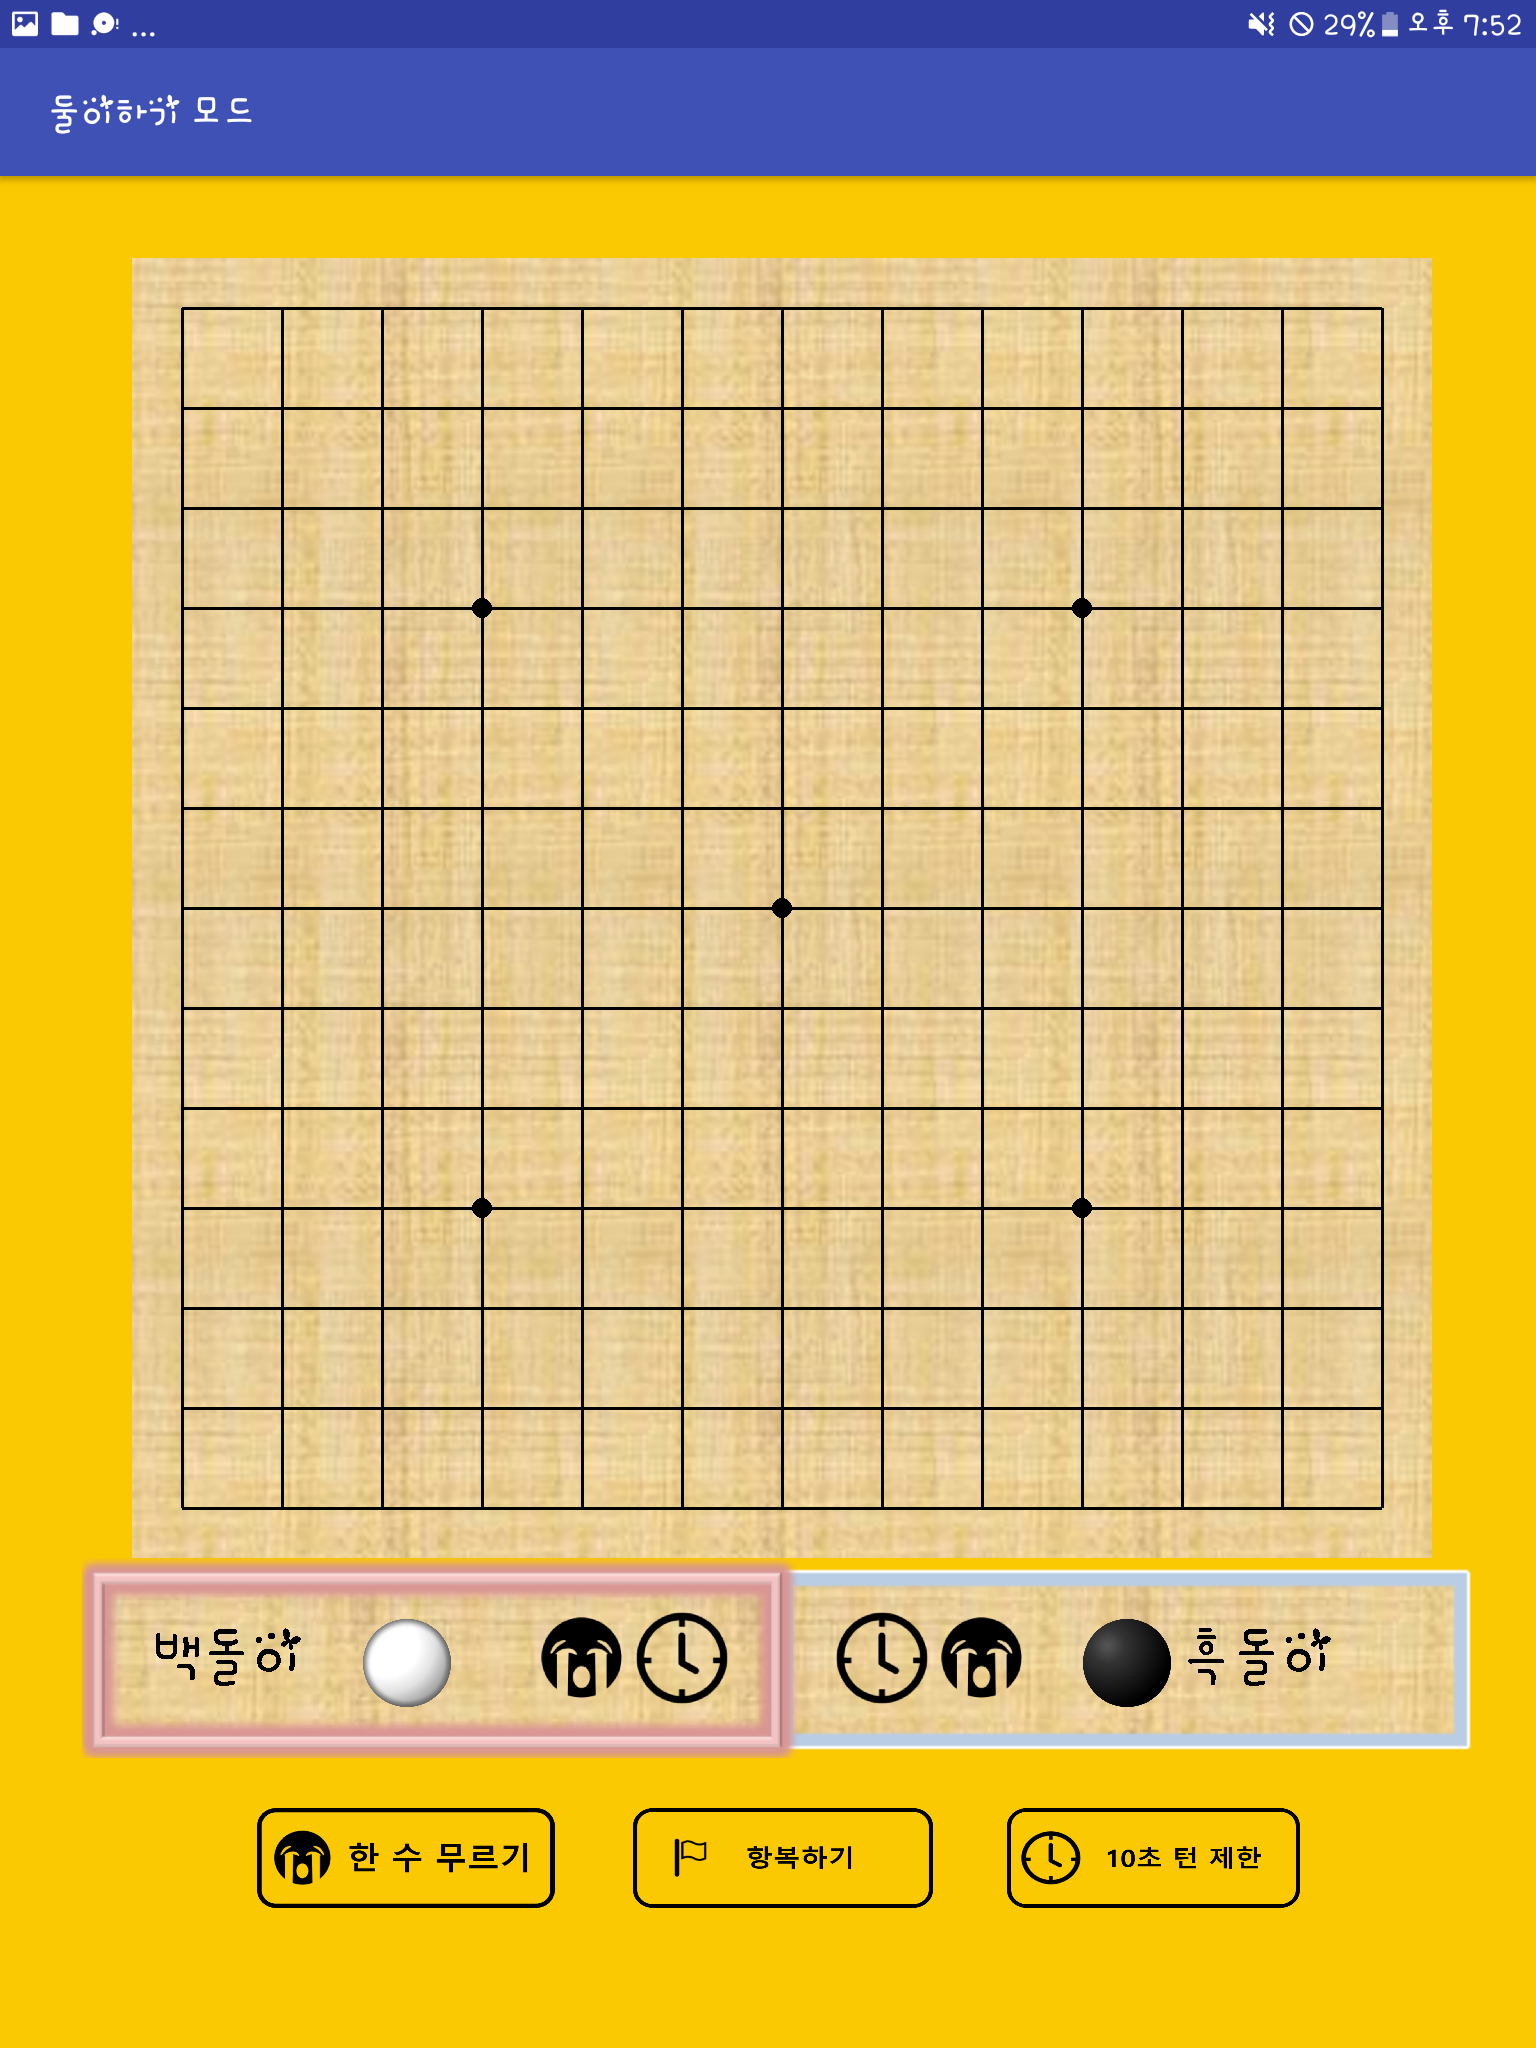 ... 29% 오후 7:52
둘이하기 모드
백돌이 흑돌이
한 수 무르기 항복하기 10초 턴 제한